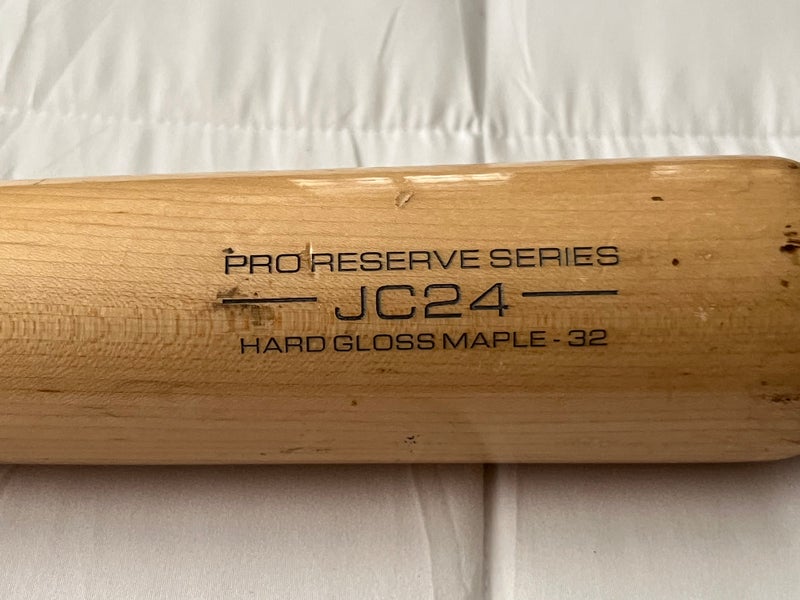 PRO RESERVE SERIES
JC24
HARD GLOSS MAPLE - 32